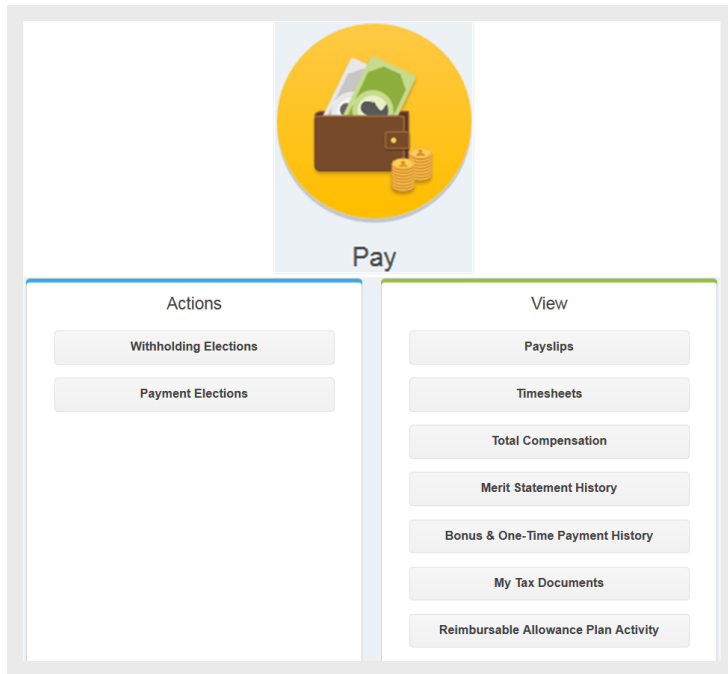 Pay
Actions
Withholding Elections
Payment Elections
View
Payslips
Timesheets
Total Compensation
Merit Statement History
Bonus & One-Time Payment History
My Tax Documents
Reimbursable Allowance Plan Activity